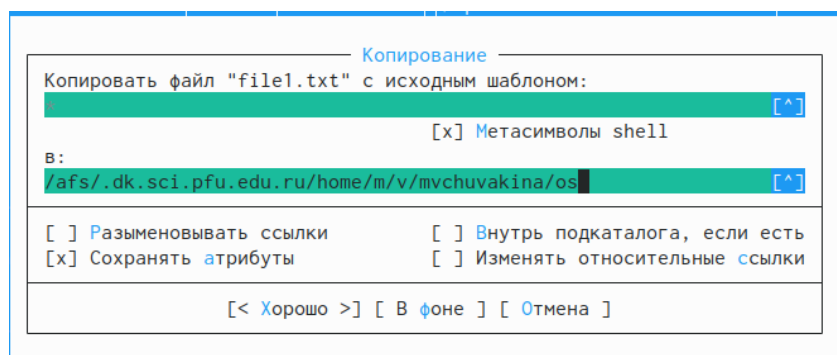 Копирование
Копировать файл "file1.txt" с исходным шаблоном:
* [^]
[x] Метасимволы shell
в:
/afs/.dk.sci.pfu.edu.ru/home/m/v/mvchuvakina/os [^]
[ ] Разыменовывать ссылки [ ] Внутрь подкаталога, если есть
[x] Сохранять атрибуты [ ] Изменять относительные ссылки
[< Хорошо >] [ В фоне ] [ Отмена ]